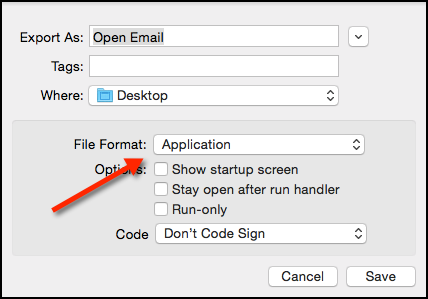 Export As: Open Email
Tags:
Where: Desktop
File Format: Application
Options: Show startup screen
Stay open after run handler
Run-only
Code Don't Code Sign
Cancel Save